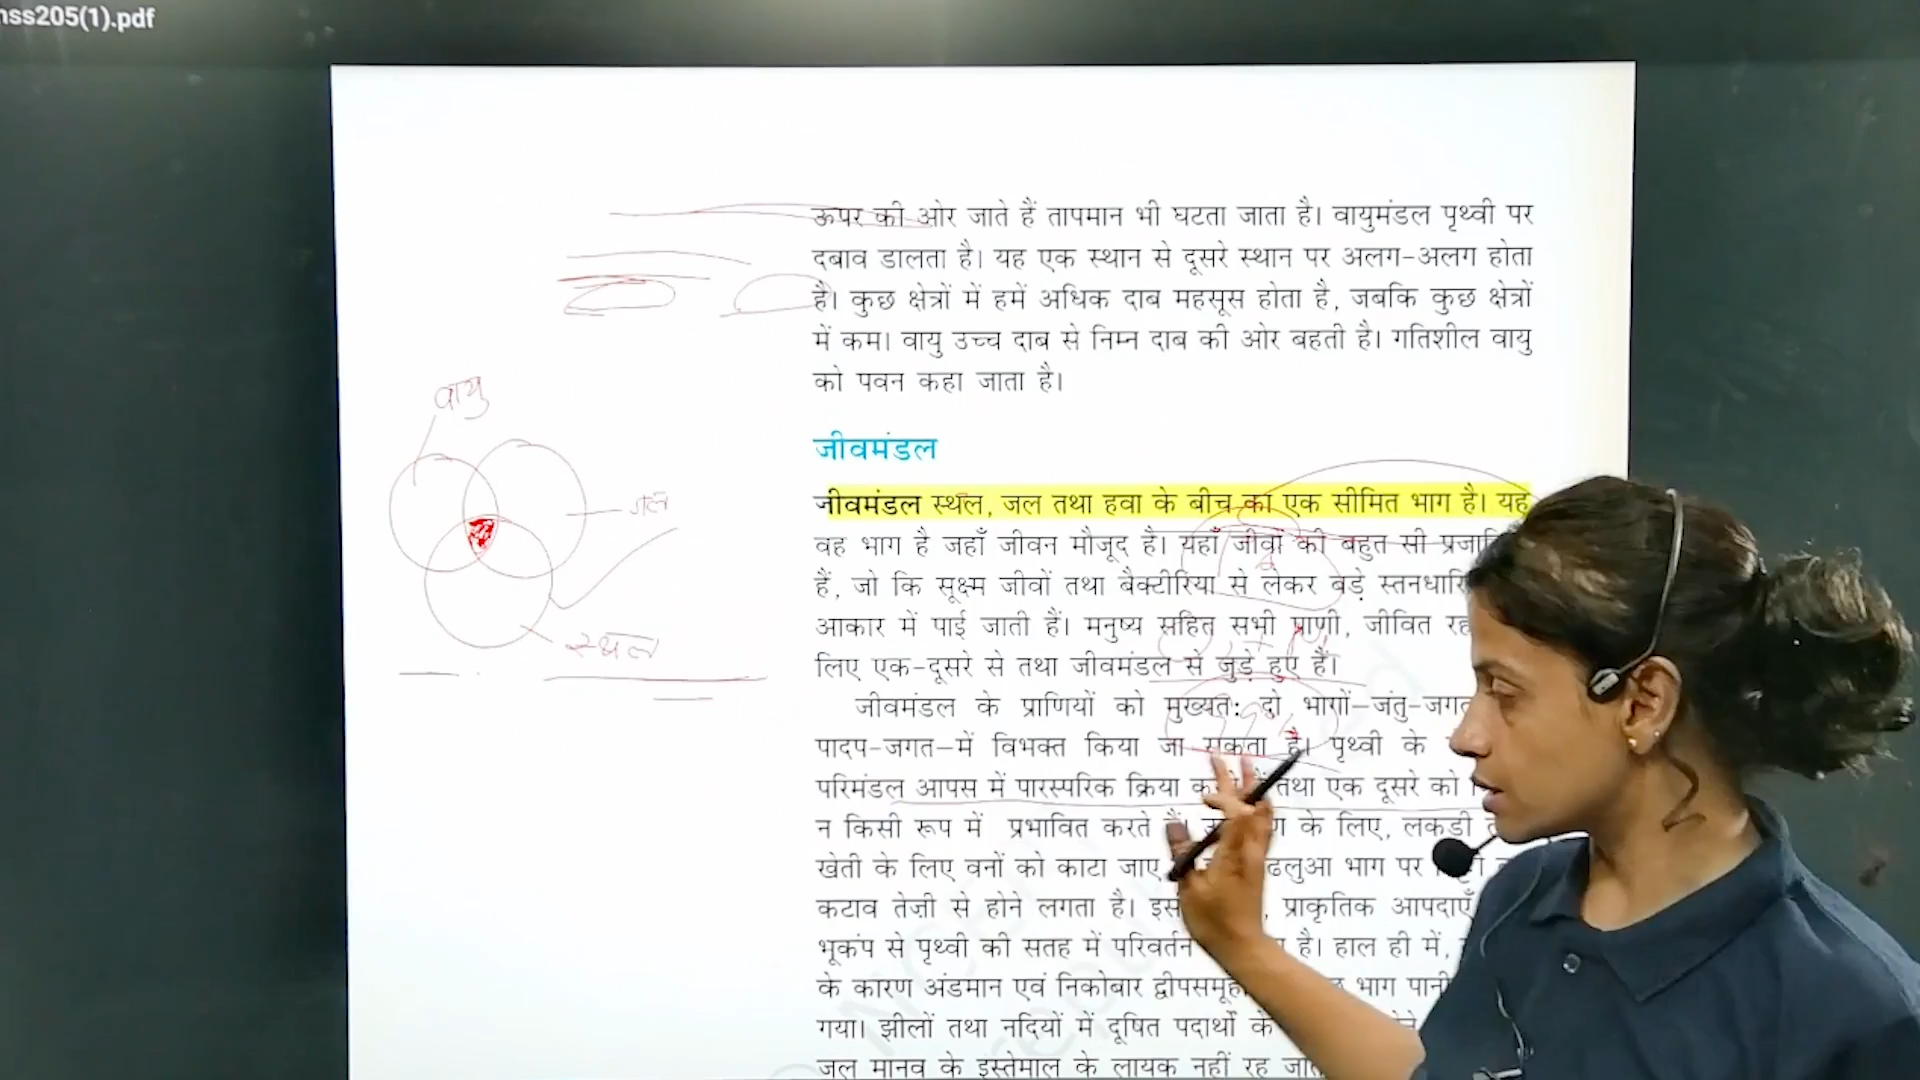 nss205(1).pdf
ऊपर की ओर जाते हैं तापमान भी घटता जाता है। वायुमंडल पृथ्वी पर
दबाव डालता है। यह एक स्थान से दूसरे स्थान पर अलग-अलग होता
है। कुछ क्षेत्रों में हमें अधिक दाब महसूस होता है, जबकि कुछ क्षेत्रों
में कम। वायु उच्च दाब से निम्न दाब की ओर बहती है। गतिशील वायु
को पवन कहा जाता है।
वायु
जल
स्थल
जीवमंडल
जीवमंडल स्थल, जल तथा हवा के बीच का एक सीमित भाग है। यह
वह भाग है जहाँ जीवन मौजूद है। यहाँ जीवों की बहुत सी
हैं, जो कि सूक्ष्म जीवों तथा बैक्टीरिया से लेकर बड़े
आकार में पाई जाती हैं। मनुष्य सहित सभी प्राणी, जीवित
लिए एक-दूसरे से तथा जीवमंडल से जुड़े हुए हैं।
जीवमंडल के प्राणियों को मुख्यत: दो भागों–जंतु-जगत
पादप-जगत–में विभक्त किया जा सकता है। पृथ्वी के
परिमंडल आपस में पारस्परिक क्रिया तथा एक दूसरे को
न किसी रूप में प्रभावित करते हैं। के लिए, लकड़ी
खेती के लिए वनों को काटा जाए ढलुआ भाग पर
कटाव तेज़ी से होने लगता है। प्राकृतिक आपदाएँ
भूकंप से पृथ्वी की सतह में परिवर्तन है। हाल ही में,
के कारण अंडमान एवं निकोबार भाग पानी
गया। झीलों तथा नदियों में दूषित पदार्थों के
जल मानव के इस्तेमाल के लायक नहीं रह